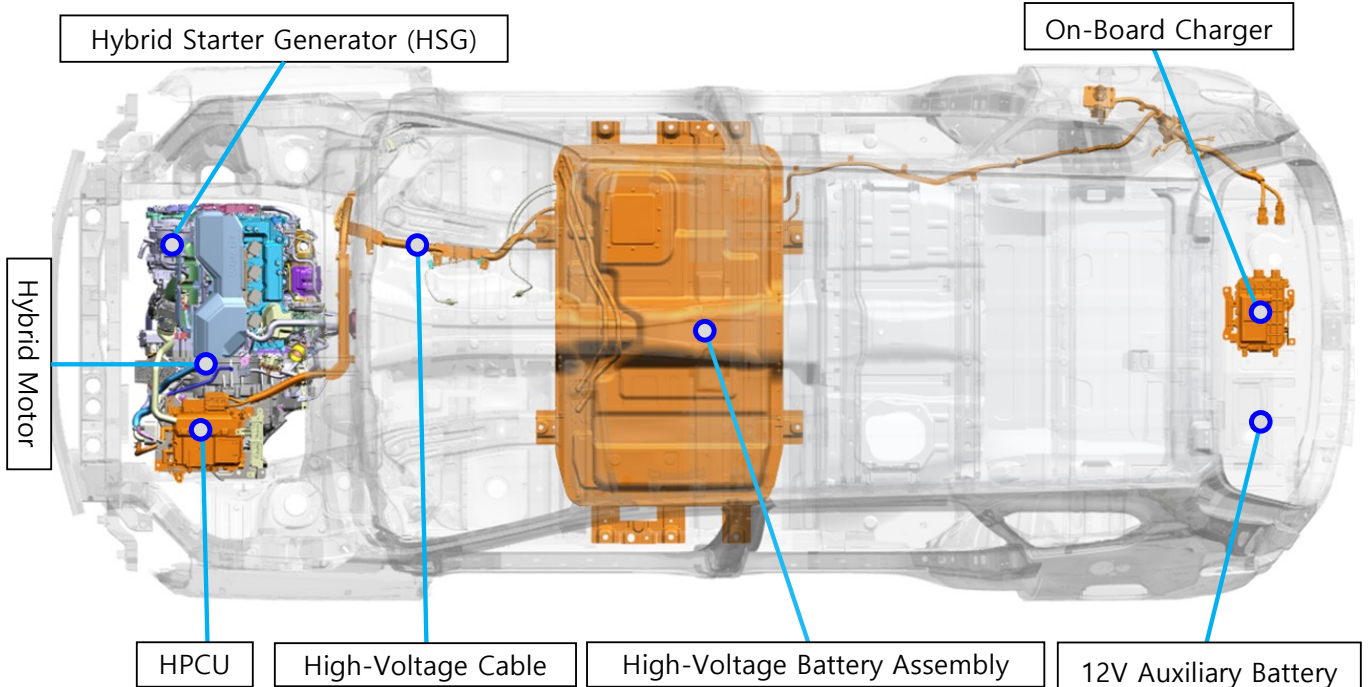 Hybrid Starter Generator (HSG)
On-Board Charger
Hybrid Motor
HPCU
High-Voltage Cable
High-Voltage Battery Assembly
12V Auxiliary Battery